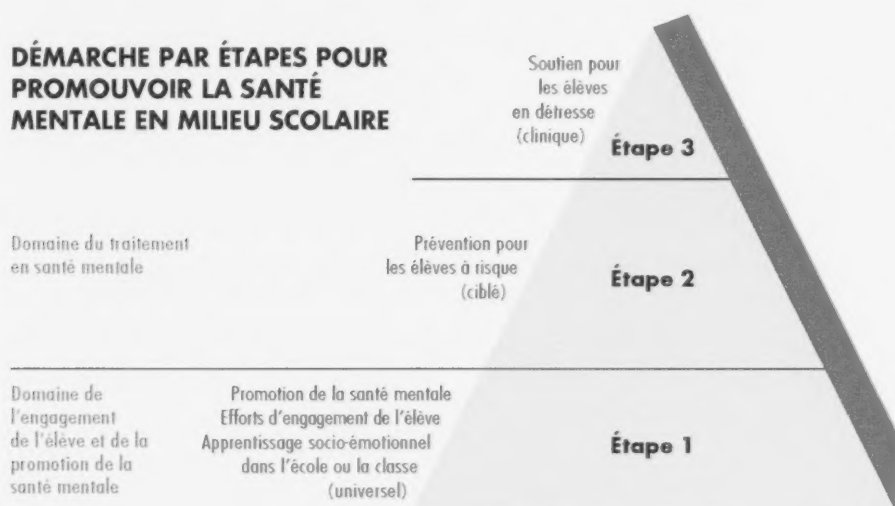 DÉMARCHE PAR ÉTAPES POUR
PROMOUVOIR LA SANTÉ
MENTALE EN MILIEU SCOLAIRE
Soutien pour
les élèves
en détresse
(clinique)
Étape 3
Domaine du traitement
en santé mentale
Prévention pour
les élèves à risque
(ciblé)
Étape 2
Domaine de
l'engagement
de l'élève et de la
promotion de la
santé mentale
Promotion de la santé mentale
Efforts d'engagement de l'élève
Apprentissage socio-émotionnel
dans l'école ou la classe
(universel)
Étape 1